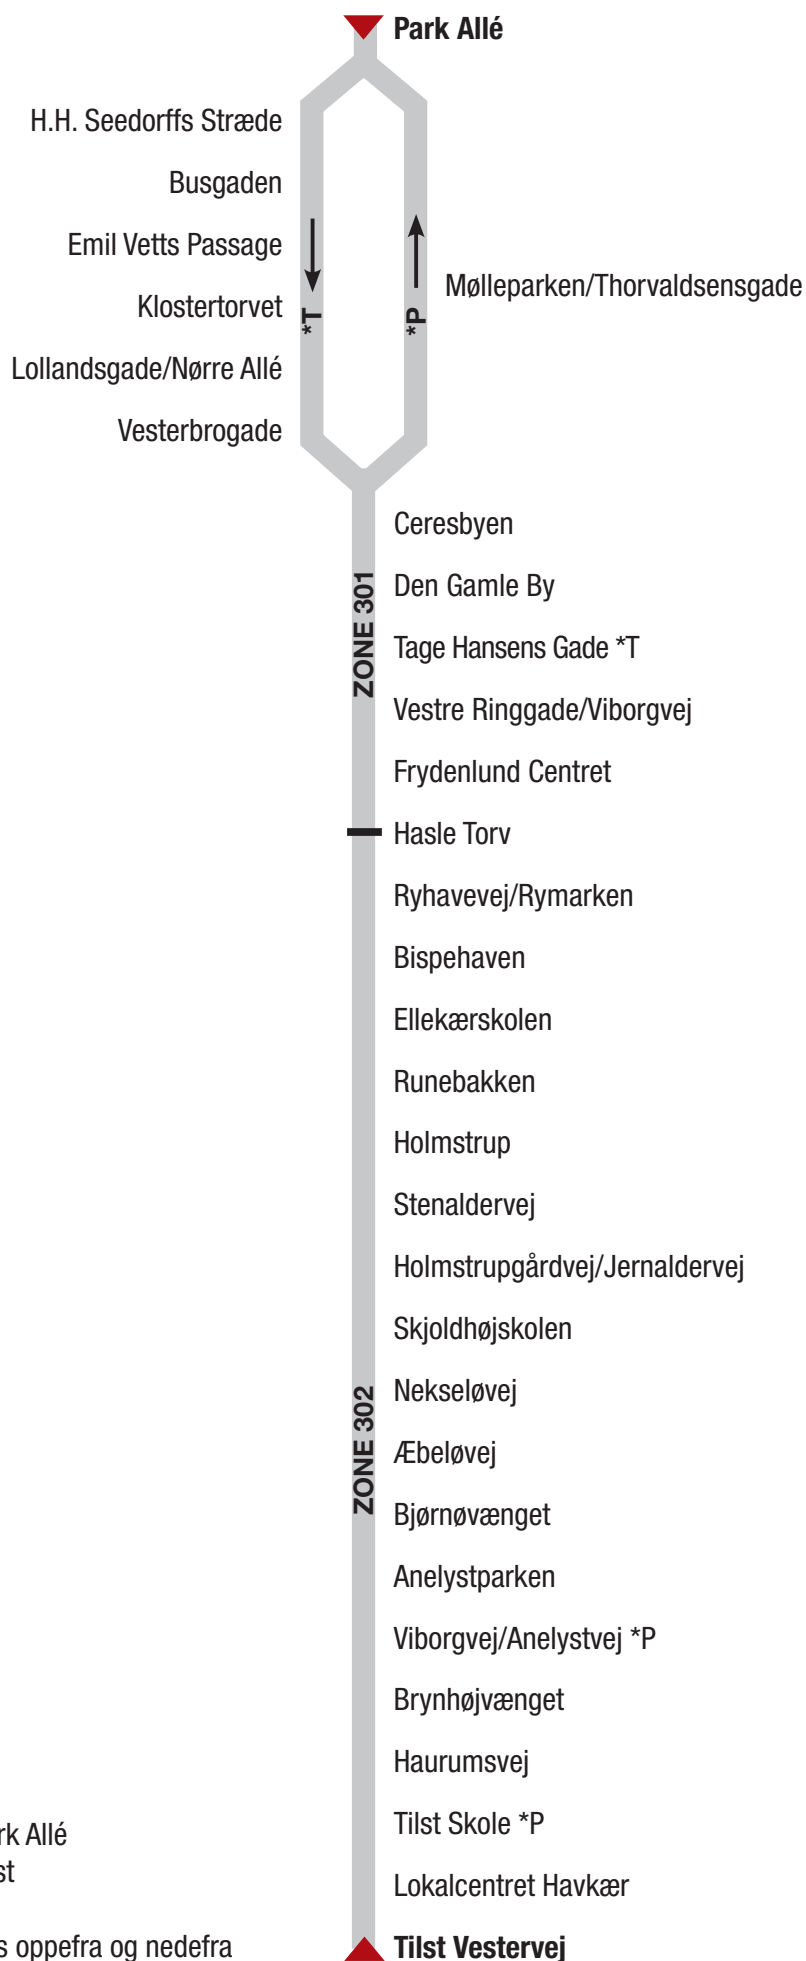 Park Allé
H.H. Seedorffs Stræde
Busgaden
Emil Vetts Passage
Klostertorvet
Lollandsgade/Nørre Allé
Vesterbrogade
*T
*P
Mølleparken/Thorvaldsensgade
ZONE 301
Ceresbyen
Den Gamle By
Tage Hansens Gade *T
Vestre Ringgade/Viborgvej
Frydenlund Centret
Hasle Torv
Ryhavevej/Rymarken
Bispehaven
Ellekærskolen
Runebakken
Holmstrup
Stenaldervej
Holmstrupgårdvej/Jernaldervej
Skjoldhøjskolen
ZONE 302
Nekseløvej
Æbeløvej
Bjørnøvænget
Anelystparken
Viborgvej/Anelystvej *P
Brynhøjvænget
Haurumsvej
Tilst Skole *P
Lokalcentret Havkær
Tilst Vestervej
rk Allé
st
s oppefra og nedefra